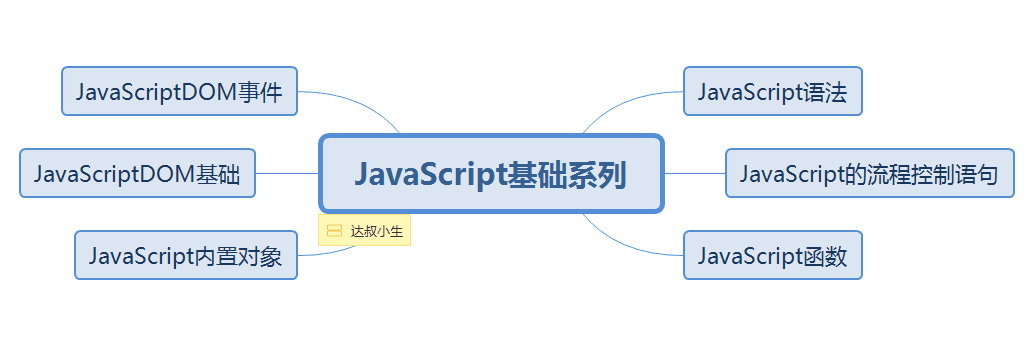 JavaScriptDOM事件
JavaScript语法
JavaScriptDOM基础
JavaScript基础系列
JavaScript的流程控制语句
达叔小生
JavaScript内置对象
JavaScript函数